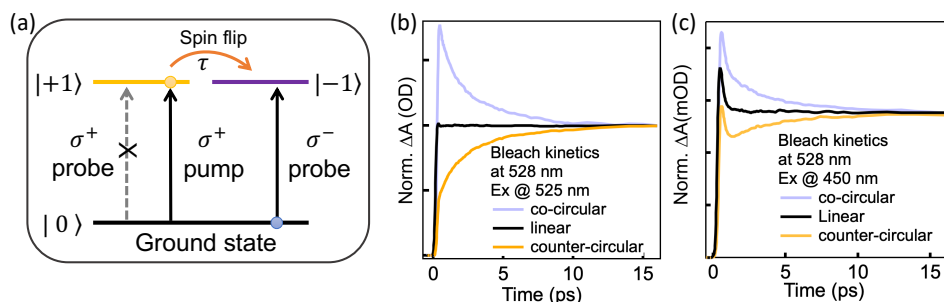 (a)
Spin flip
τ
|+1⟩
|−1⟩
σ⁺
probe
σ⁺
pump
σ⁻
probe
|0⟩
Ground state
(b)
Norm. ΔA (OD)
Bleach kinetics
at 528 nm
Ex @ 525 nm
co-circular
linear
counter-circular
0
5
10
15
Time (ps)
(c)
Norm. ΔA(mOD)
Bleach kinetics
at 528 nm
Ex @ 450 nm
co-circular
Linear
counter-circular
0
5
10
15
Time (ps)